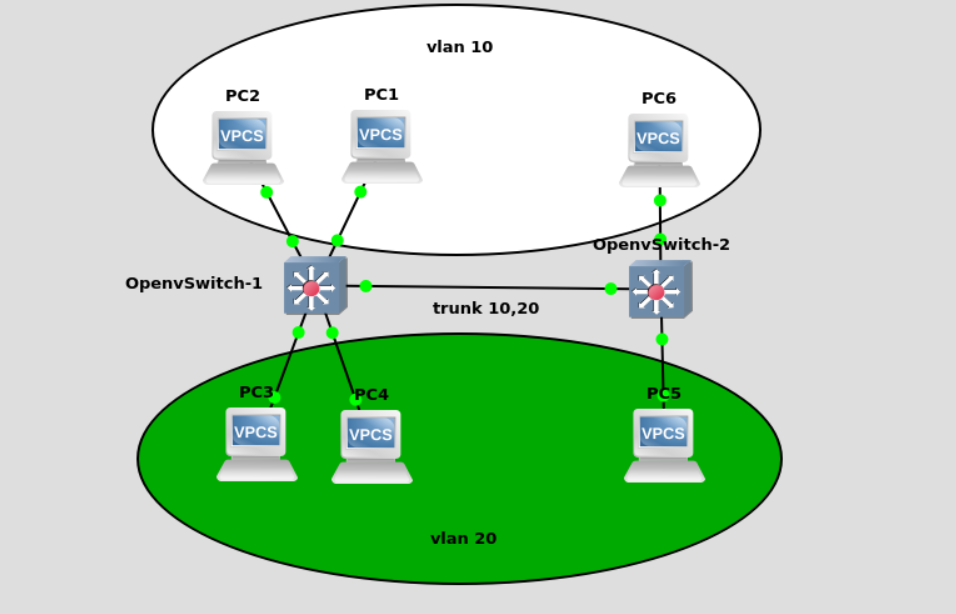 vlan 10
PC2
PC1
PC6
VPCS
VPCS
VPCS
OpenvSwitch-2
OpenvSwitch-1
trunk 10,20
PC3
PC4
PC5
VPCS
VPCS
VPCS
vlan 20